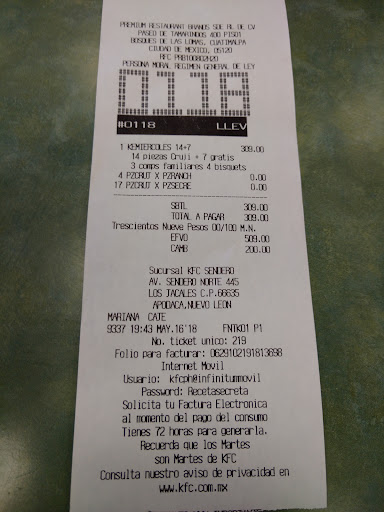 PREMIUM RESTAURANT BRANDS SDE RL DE CV
PASEO DE TAMARINDOS 400 PISO1
BOSQUES DE LAS LOMAS, CUAJIMALPA
CIUDAD DE MEXICO, 05120
RFC PRB100802H20
PERSONA MORAL REGIMEN GENERAL DE LEY
0118
#0118 LLEV
1 KEMIERCOLES 14+7 309.00
14 piezas Cruji + 7 gratis
3 comps familiares 4 bisquets
4 PZCRUT X PZRANCH 0.00
17 PZCRUT X PZSECRE 0.00
SBTL 309.00
TOTAL A PAGAR 309.00
Trescientos Nueve Pesos 00/100 M.N.
EFVO 509.00
CAMB 200.00
Sucursal KFC SENDERO
AV. SENDERO NORTE 445
LOS JACALES C.P.66635
APODACA,NUEVO LEON
MARIANA CAJE
9337 19:43 MAY.16'18 FNTK01 P1
No. ticket unico: 219
Folio para facturar: 0629102191813698
Internet Movil
Usuario: kfcph@infinitummovil
Password: Recetasecreta
Solicita tu Factura Electronica
al momento del pago del consumo
Tienes 72 horas para generarla.
Recuerda que los Martes
son Martes de KFC
Consulta nuestro aviso de privacidad en
www.kfc.com.mx